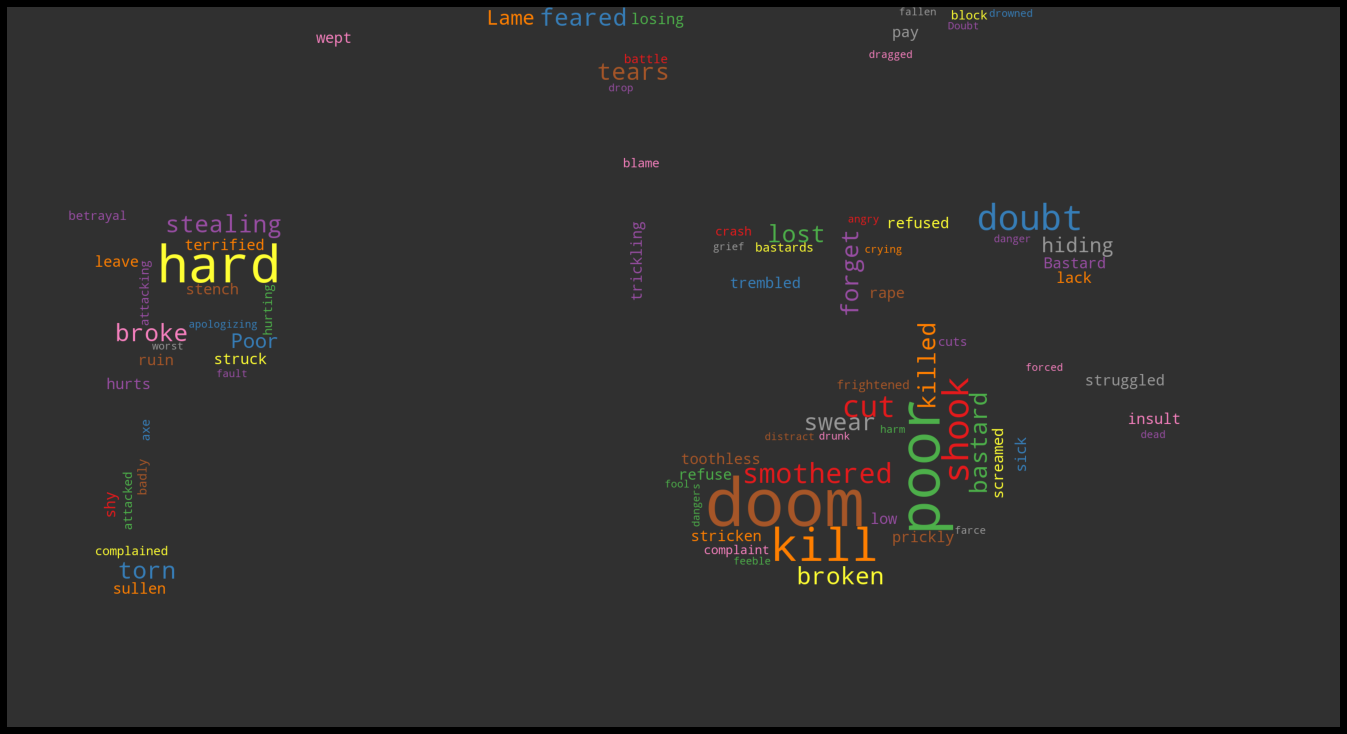 Lame feared losing
wept
fallen block drowned
Doubt
pay
dragged
battle
tears
drop
blame
betrayal stealing
terrified
leave hard
attacking
stench
hurting
broke apologizing
Poor
worst
ruin struck
fault
hurts
axe
badly
attacked
shy
complained
torn
sullen
trickling
crash lost
grief bastards
trembled
forget
angry refused
crying
rape
doubt
danger hiding
Bastard
lack
killed cuts
forced
struggled
frightened
cut
shook
poor
bastard
swear
harm
distract drunk
insult
dead
screamed
sick
toothless
refuse smothered
fool
dangers
doom
low
stricken
prickly farce
complaint kill
feeble
broken